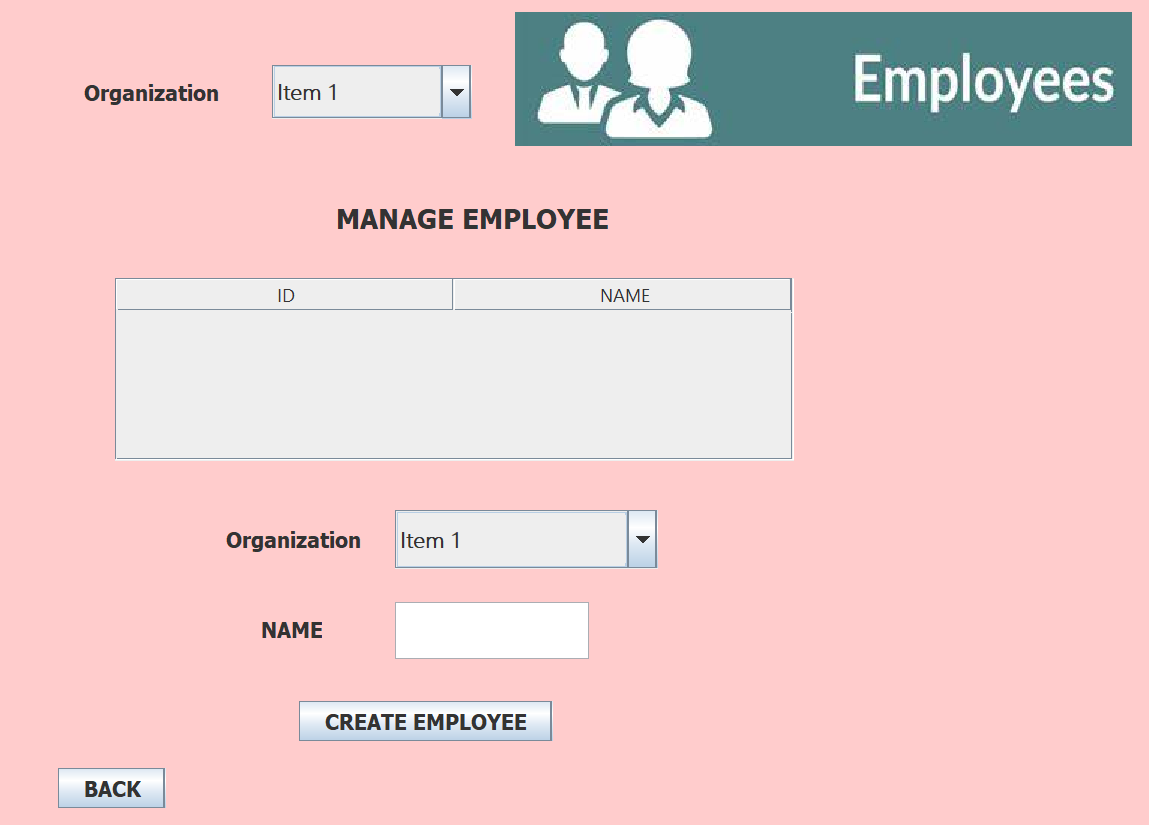 Organization
Item 1
Employees
MANAGE EMPLOYEE
ID
NAME
Organization
Item 1
NAME
CREATE EMPLOYEE
BACK